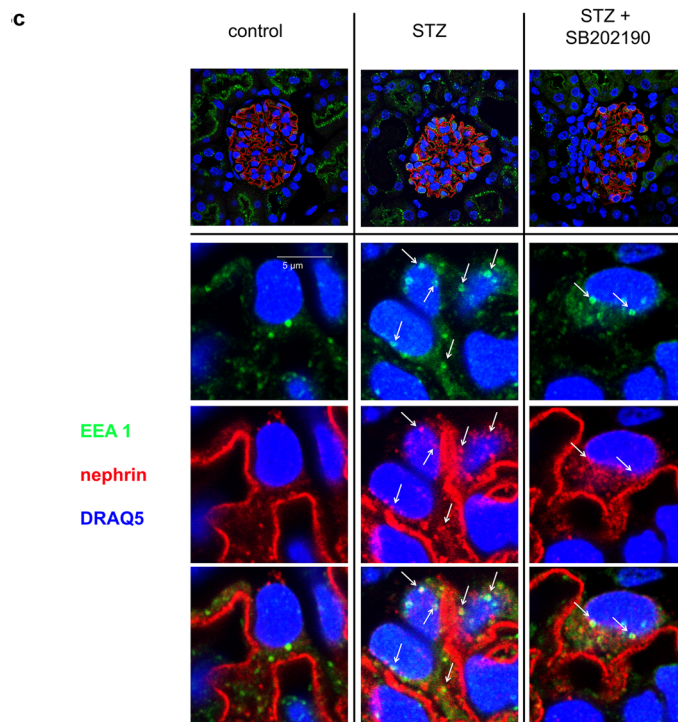 c
control
STZ
STZ +
SB202190
5 µm
EEA 1
nephrin
DRAQ5